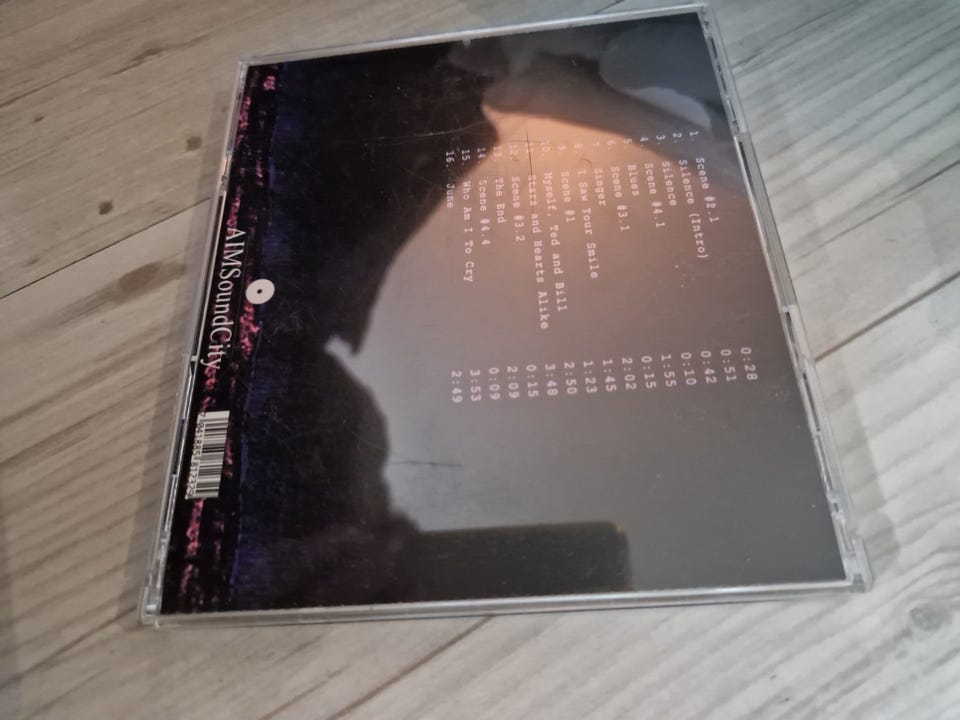 1. Scene #2.1 0:28
2. Silence (Intro) 0:51
3. Silence 0:42
4. Scene #4.1 0:10
5. Blues 1:55
6. Scene #3.1 0:15
7. Singer 2:02
8. I Saw Your Smile 1:45
9. Scene #1 1:23
10. Myself, Ted and Bill 2:50
11. Stars and Hearts Alike 3:48
12. Scene #3.2 0:15
13. The End 2:09
14. Scene #4.4 0:09
15. Who Am I To Cry 3:53
16. June 2:49
AIMSoundCity